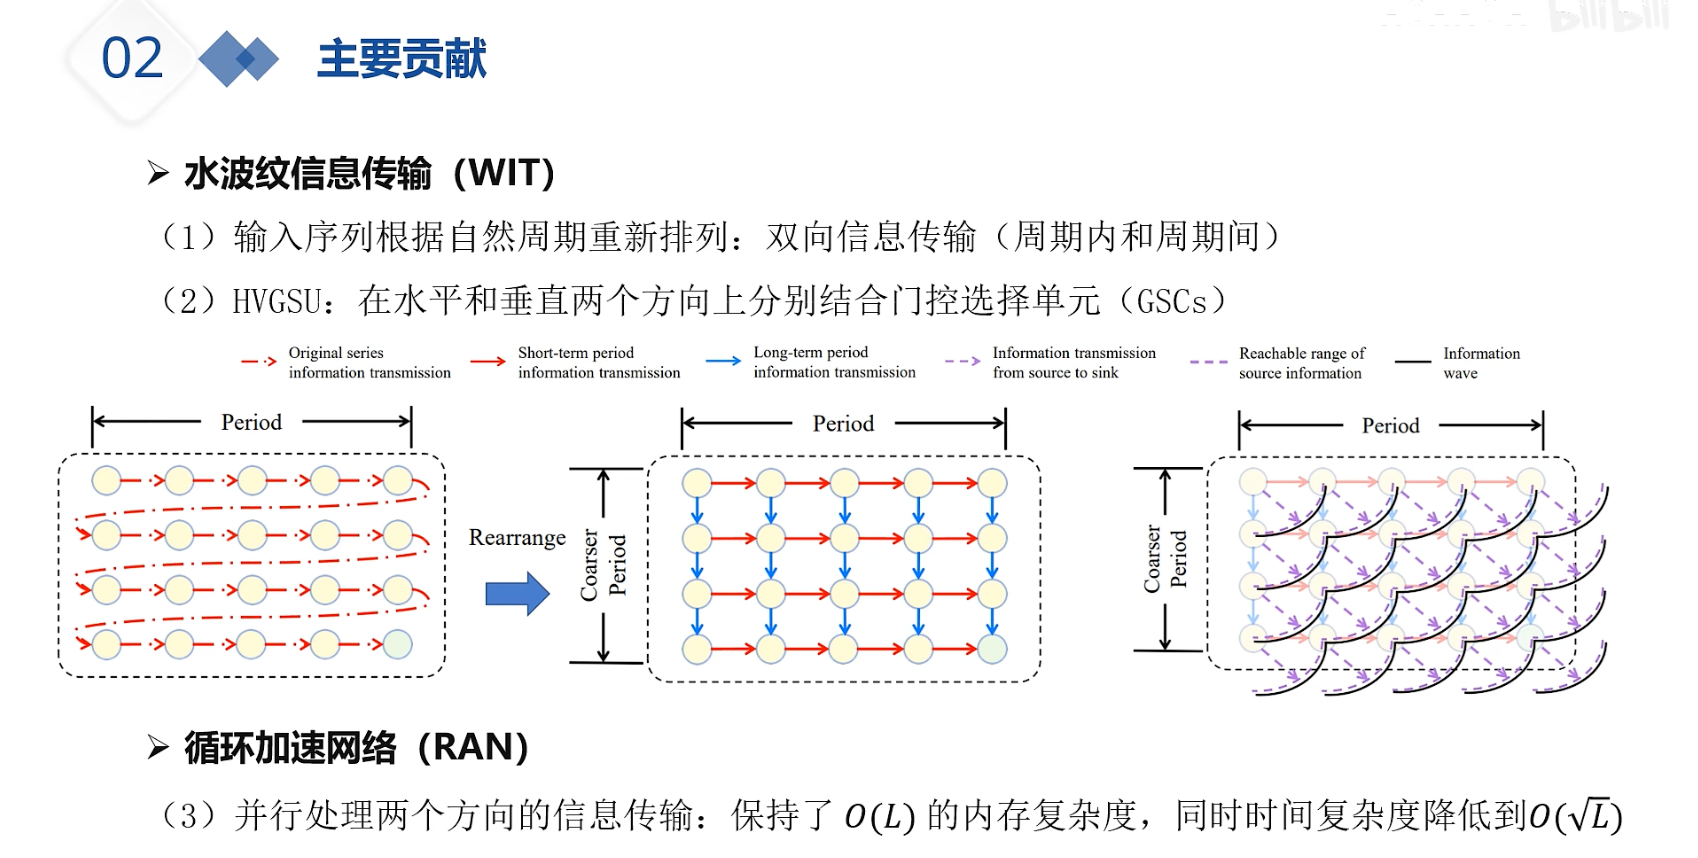 bilibili
02 主要贡献
➢ 水波纹信息传输（WIT）
（1）输入序列根据自然周期重新排列：双向信息传输（周期内和周期间）
（2）HVGSU：在水平和垂直两个方向上分别结合门控选择单元（GSCs）
Original series
information transmission
Short-term period
information transmission
Long-term period
information transmission
Information transmission
from source to sink
Reachable range of
source information
Information
wave
Period
Rearrange
Period
Coarser
Period
Period
Coarser
Period
➢ 循环加速网络（RAN）
（3）并行处理两个方向的信息传输：保持了 O(L) 的内存复杂度，同时时间复杂度降低到O(√L)